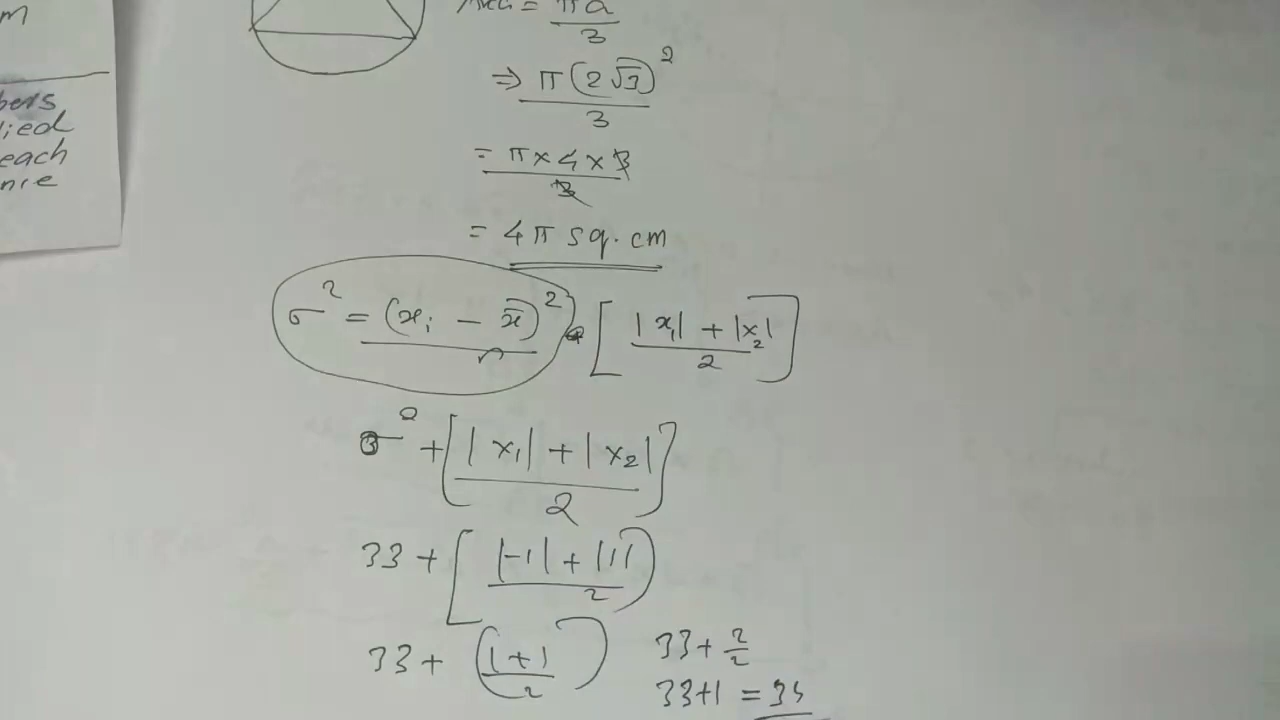 m
bers
lied
each
nce
= πa
3
⇒ π(2√3)²
3
= π × 4 × 3
3
= 4π sq. cm
σ² = (xᵢ − x̄)²
n
[|x₁| + |x₂|]
2
σ² + [|x₁| + |x₂|]
2
33 + [|-1| + |1|)
2
33 + (1+1)
2
33 + 2/2
33+1 = 34